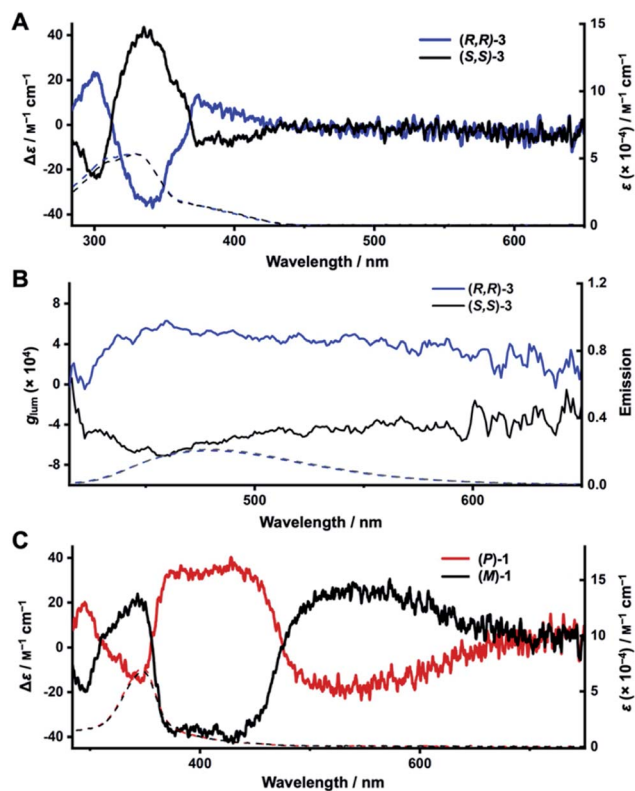 A
(R,R)-3
(S,S)-3
Δε / M⁻¹ cm⁻¹
40
20
0
-20
-40
15
10
5
0
ε (× 10⁻⁴) / M⁻¹ cm⁻¹
300 400 500 600
Wavelength / nm
B
(R,R)-3
(S,S)-3
glum (× 10⁴)
8
4
0
-4
-8
1.2
0.8
0.4
0.0
Emission
500 600
Wavelength / nm
C
(P)-1
(M)-1
Δε / M⁻¹ cm⁻¹
40
20
0
-20
-40
15
10
5
0
ε (× 10⁻⁴) / M⁻¹ cm⁻¹
400 600
Wavelength / nm